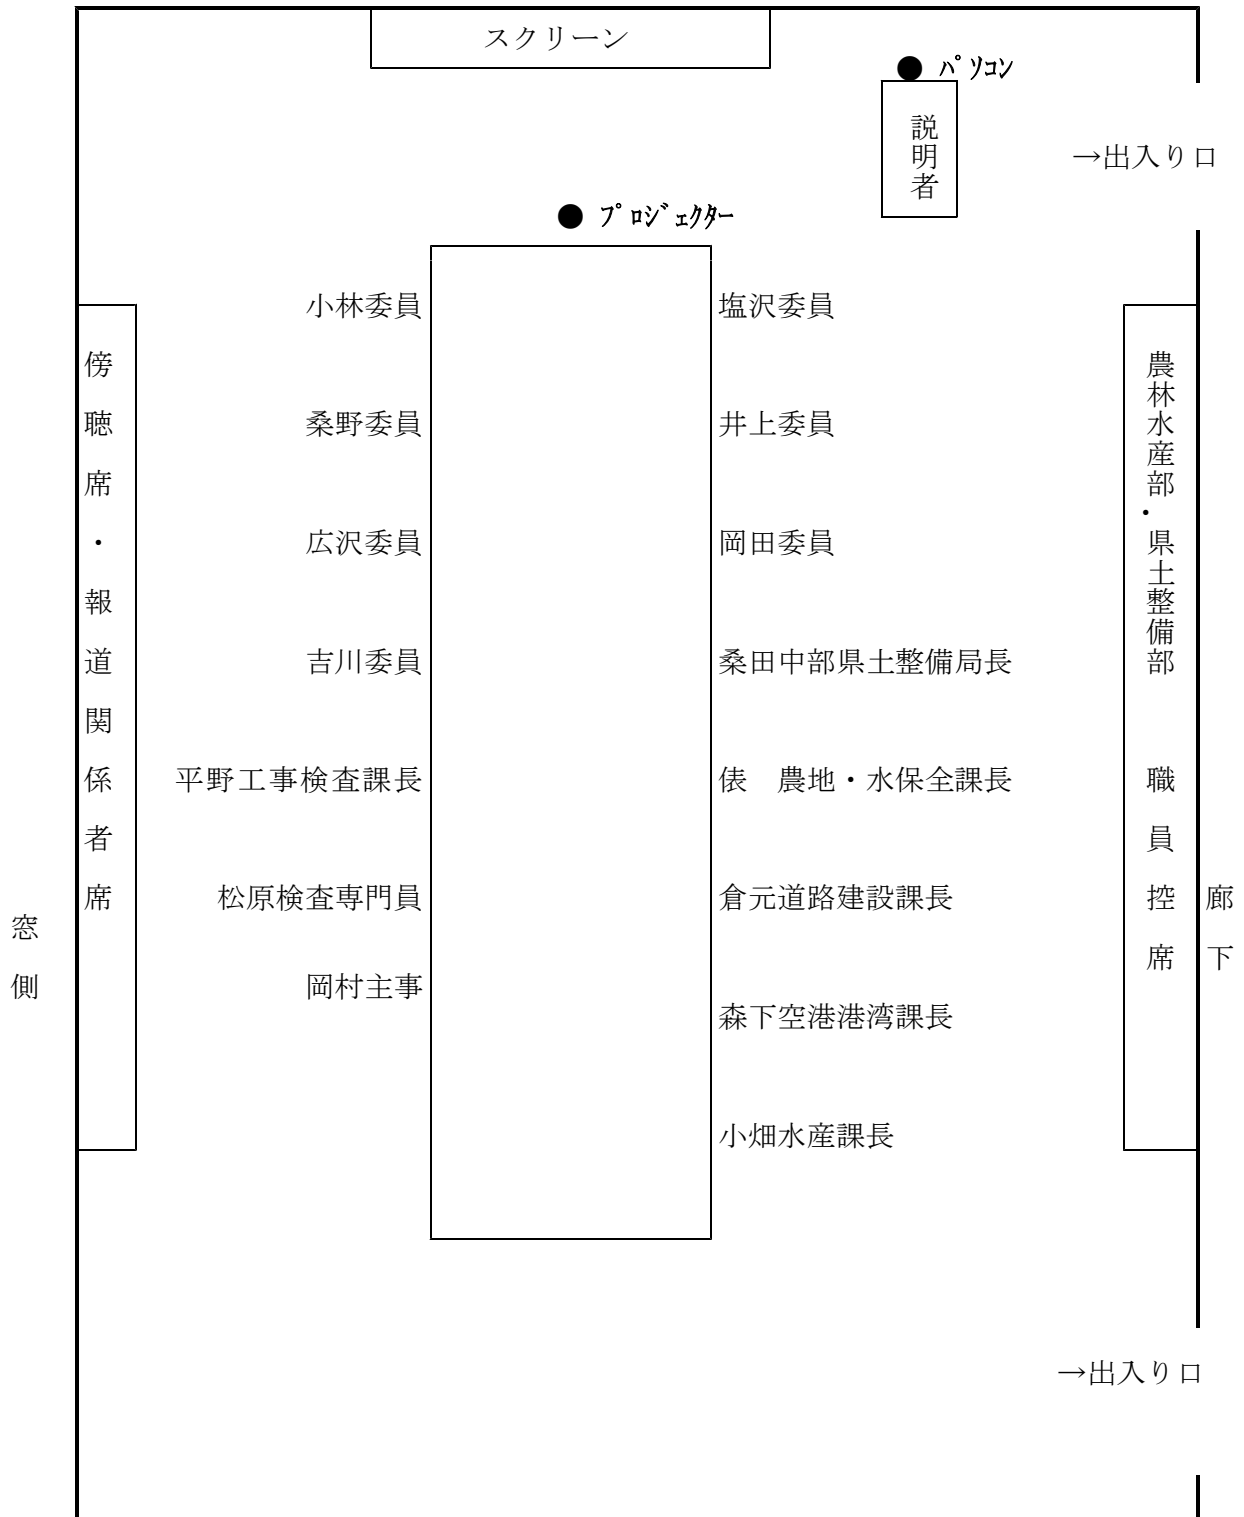 スクリーン
● パソコン
説明者
→出入り口
● プロジェクター
小林委員
塩沢委員
桑野委員
井上委員
広沢委員
岡田委員
吉川委員
桑田中部県土整備局長
平野工事検査課長
俵　農地・水保全課長
松原検査専門員
倉元道路建設課長
岡村主事
森下空港港湾課長
小畑水産課長
傍聴席・報道関係者席
農林水産部・県土整備部　職員控席
窓側
廊下
→出入り口